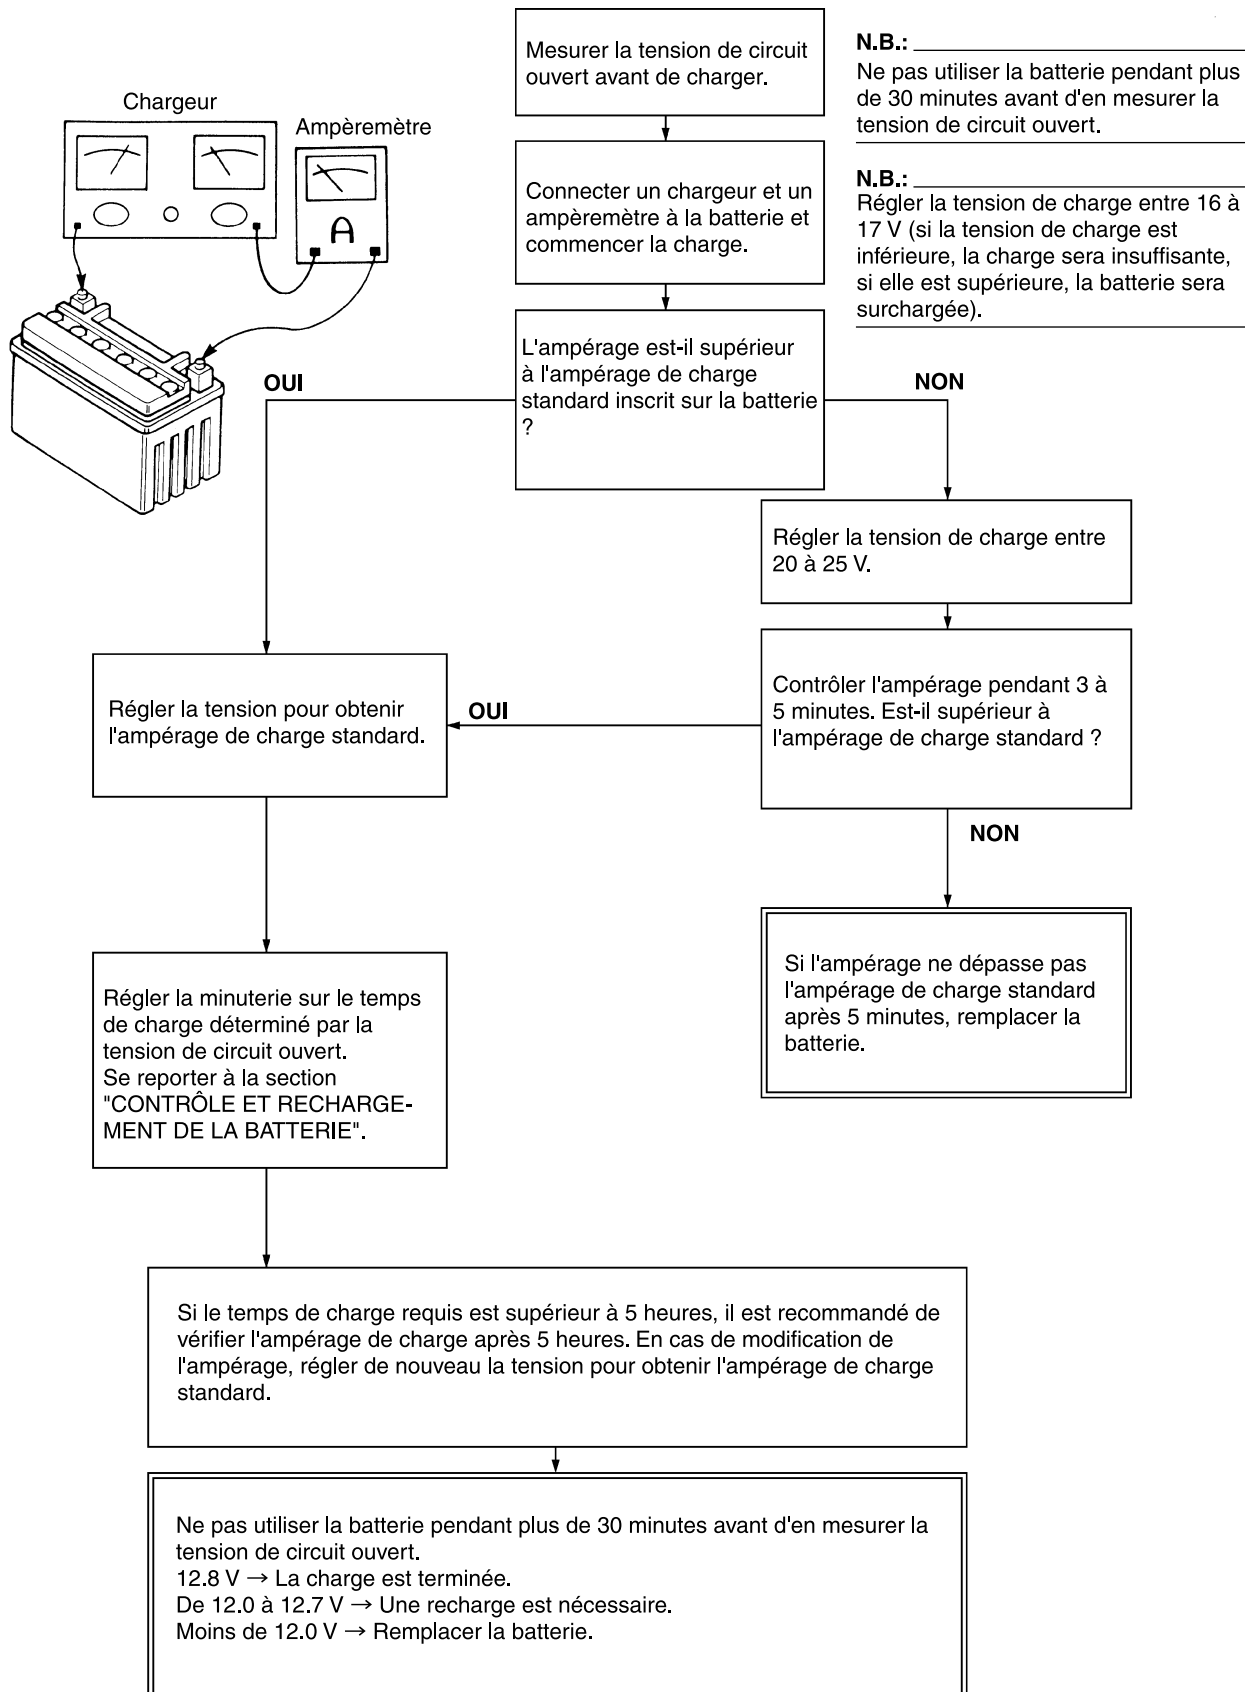 Mesurer la tension de circuit
ouvert avant de charger.
N.B.:
Ne pas utiliser la batterie pendant plus
de 30 minutes avant d'en mesurer la
tension de circuit ouvert.
Chargeur
Ampèremètre
A
Connecter un chargeur et un
ampèremètre à la batterie et
commencer la charge.
N.B.:
Régler la tension de charge entre 16 à
17 V (si la tension de charge est
inférieure, la charge sera insuffisante,
si elle est supérieure, la batterie sera
surchargée).
L'ampérage est-il supérieur
à l'ampérage de charge
standard inscrit sur la batterie
?
OUI
NON
Régler la tension de charge entre
20 à 25 V.
Contrôler l'ampérage pendant 3 à
5 minutes. Est-il supérieur à
l'ampérage de charge standard ?
OUI
Régler la tension pour obtenir
l'ampérage de charge standard.
NON
Si l'ampérage ne dépasse pas
l'ampérage de charge standard
après 5 minutes, remplacer la
batterie.
Régler la minuterie sur le temps
de charge déterminé par la
tension de circuit ouvert.
Se reporter à la section
"CONTRÔLE ET RECHARGE-
MENT DE LA BATTERIE".
Si le temps de charge requis est supérieur à 5 heures, il est recommandé de
vérifier l'ampérage de charge après 5 heures. En cas de modification de
l'ampérage, régler de nouveau la tension pour obtenir l'ampérage de charge
standard.
Ne pas utiliser la batterie pendant plus de 30 minutes avant d'en mesurer la
tension de circuit ouvert.
12.8 V → La charge est terminée.
De 12.0 à 12.7 V → Une recharge est nécessaire.
Moins de 12.0 V → Remplacer la batterie.